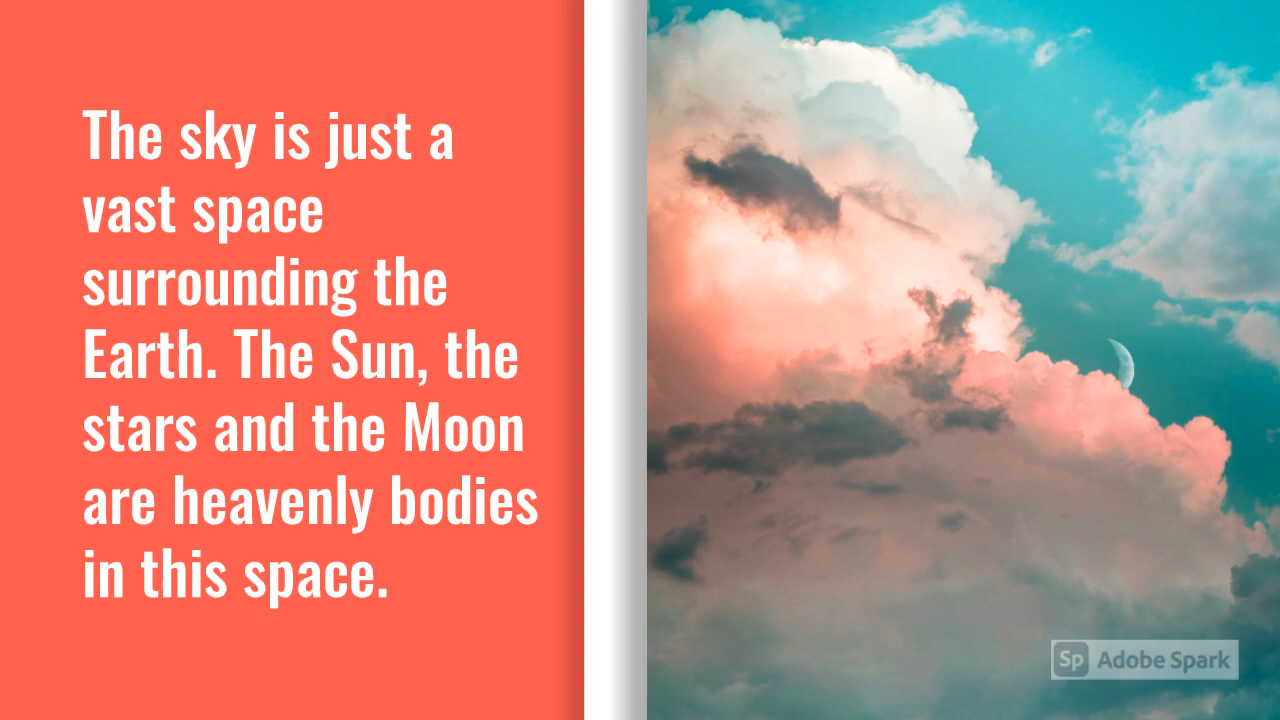 The sky is just a
vast space
surrounding the
Earth. The Sun, the
stars and the Moon
are heavenly bodies
in this space.
Sp Adobe Spark